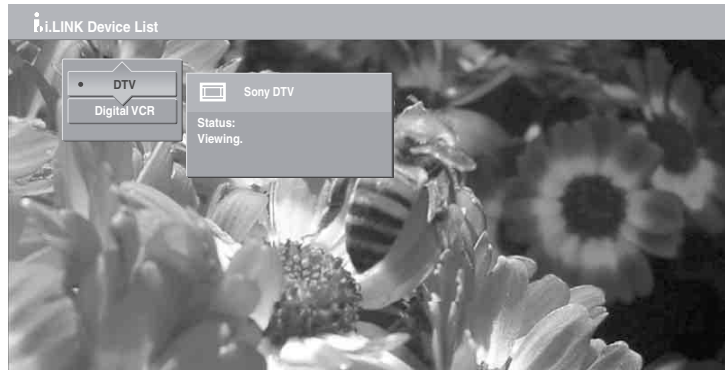 i.LINK Device List
DTV
Digital VCR
Sony DTV
Status:
Viewing.